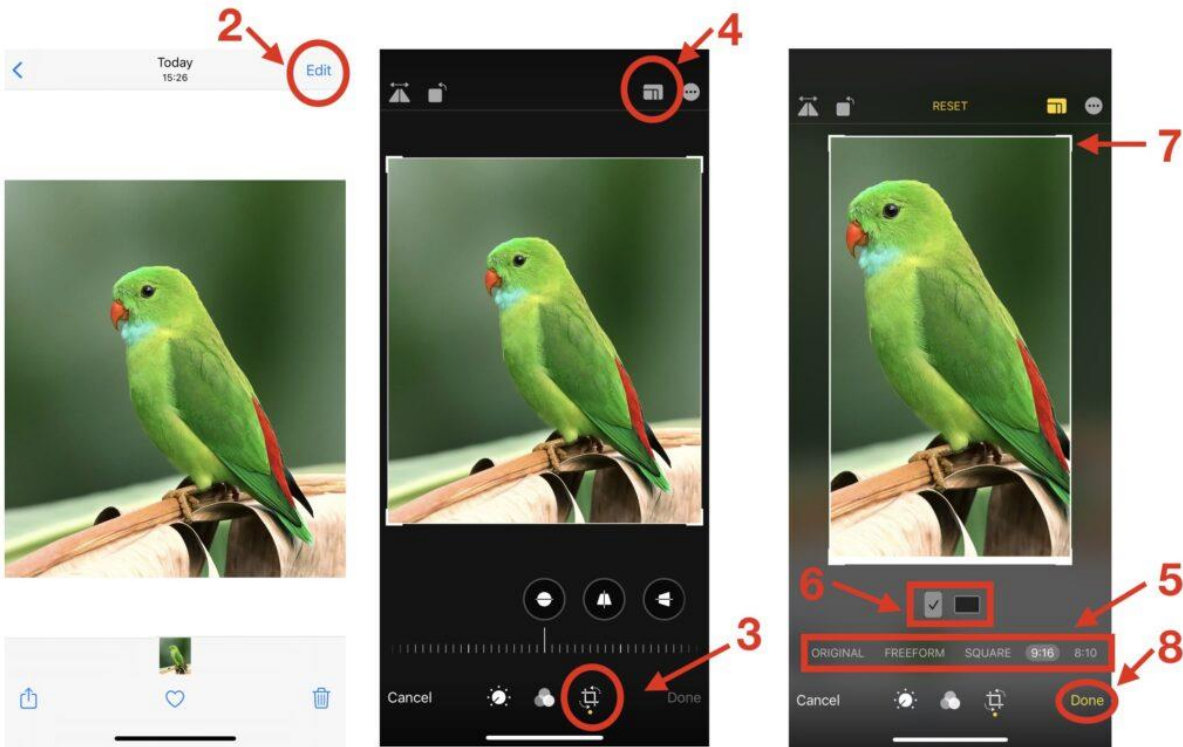 2
Today
15:26
Edit
4
3
Cancel
Done
RESET
7
6
5
ORIGINAL FREEFORM SQUARE 9:16 8:10
8
Cancel
Done